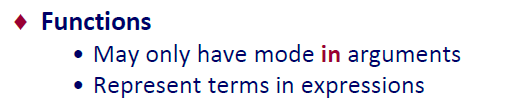 ♦ Functions
• May only have mode in arguments
• Represent terms in expressions